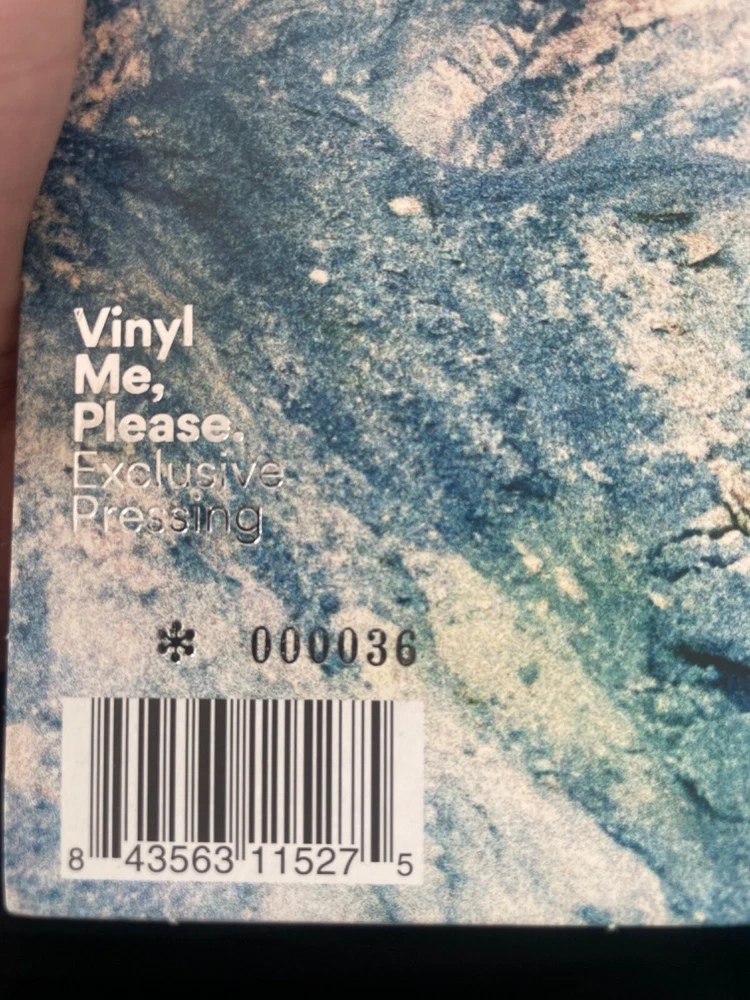 Vinyl
Me,
Please.
Exclusive
Pressing
* 000036
8 43563 11527 5